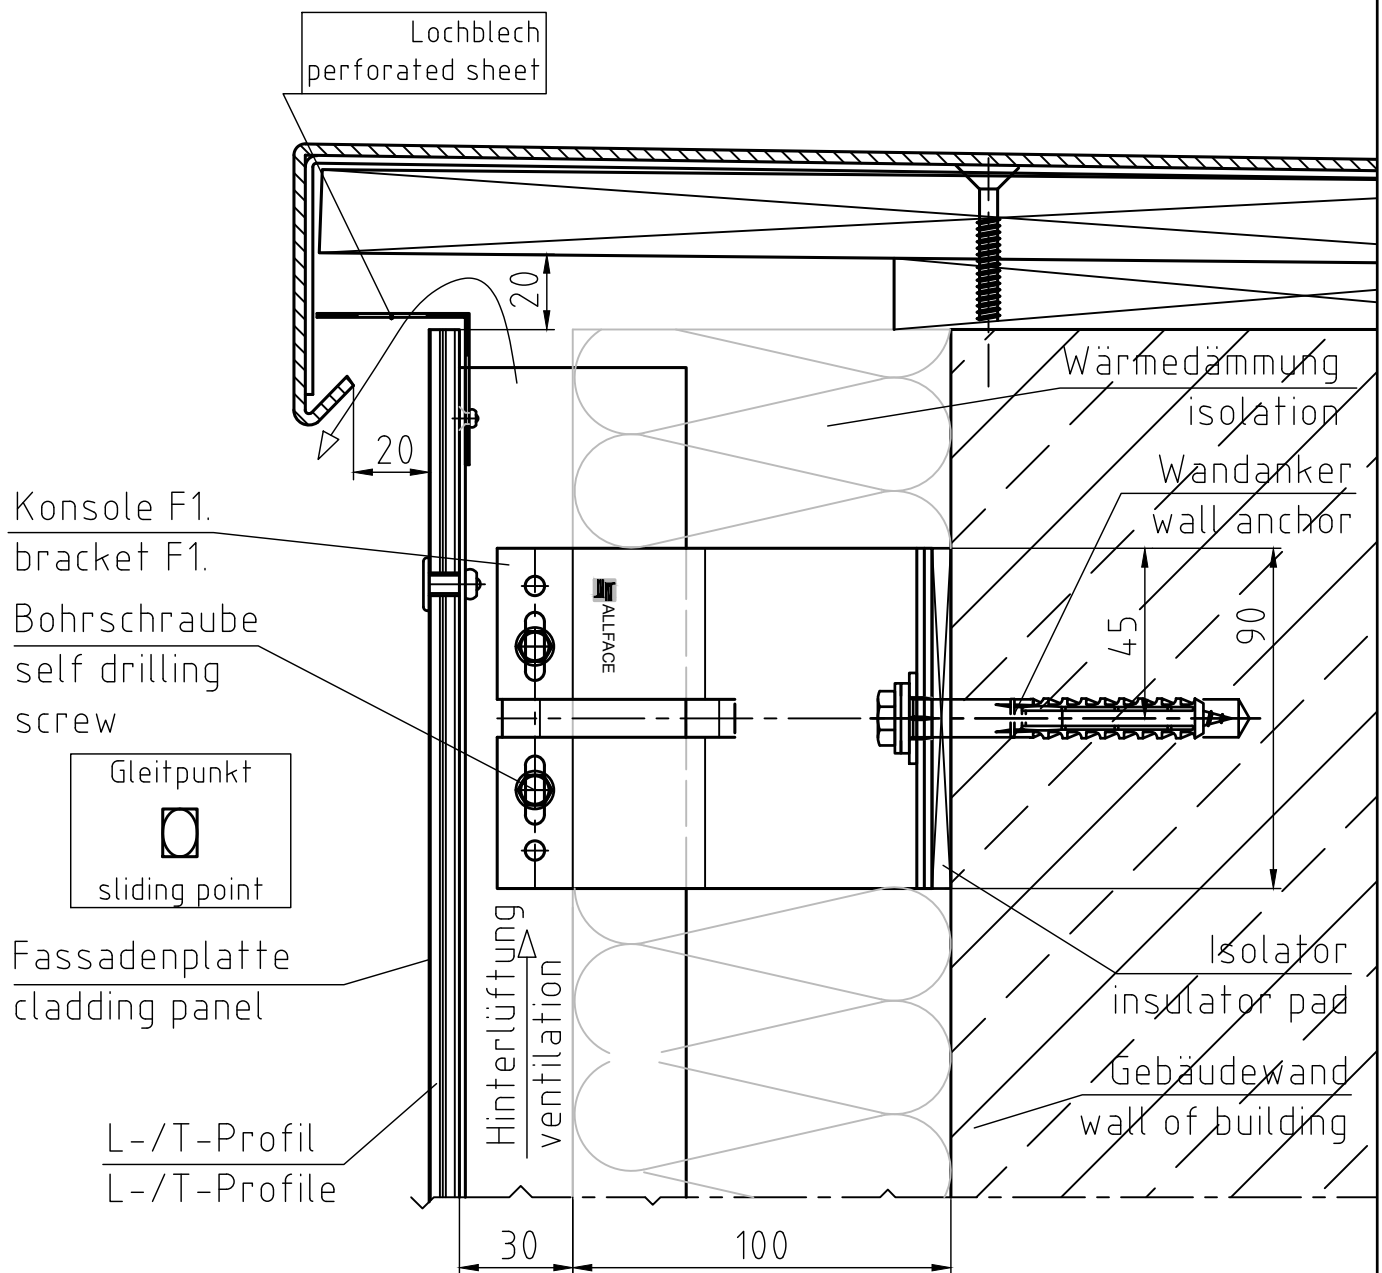 Lochblech
perforated sheet
20
20
Wärmedämmung
isolation
Wandanker
wall anchor
Konsole F1.
bracket F1.
Bohrschraube
self drilling
screw
ALLFACE
45
90
Gleitpunkt
sliding point
Fassadenplatte
cladding panel
Hinterlüftung
ventilation
Isolator
insulator pad
Gebäudewand
wall of building
L-/T-Profil
L-/T-Profile
30
100